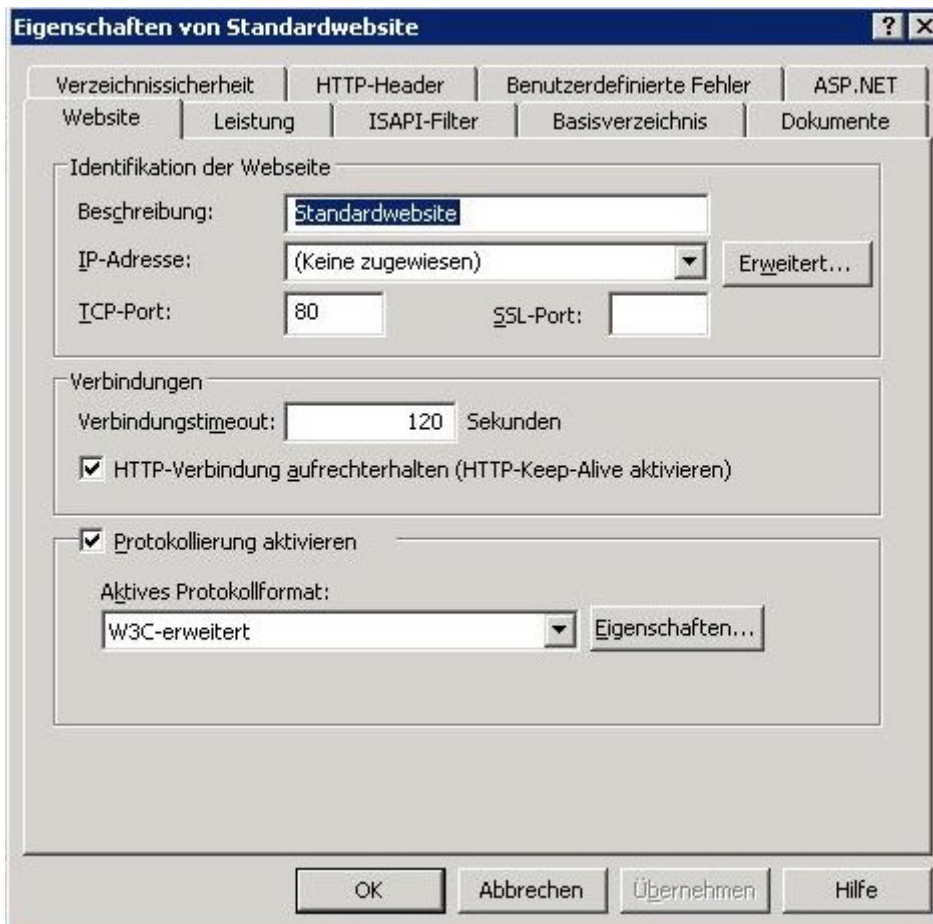 Eigenschaften von Standardwebsite
Verzeichnissicherheit HTTP-Header Benutzerdefinierte Fehler ASP.NET
Website Leistung ISAPI-Filter Basisverzeichnis Dokumente
Identifikation der Webseite
Beschreibung: Standardwebsite
IP-Adresse: (Keine zugewiesen) Erweitert...
TCP-Port: 80 SSL-Port:
Verbindungen
Verbindungstimeout: 120 Sekunden
HTTP-Verbindung aufrechterhalten (HTTP-Keep-Alive aktivieren)
Protokollierung aktivieren
Aktives Protokollformat:
W3C-erweitert Eigenschaften...
OK Abbrechen Übernehmen Hilfe